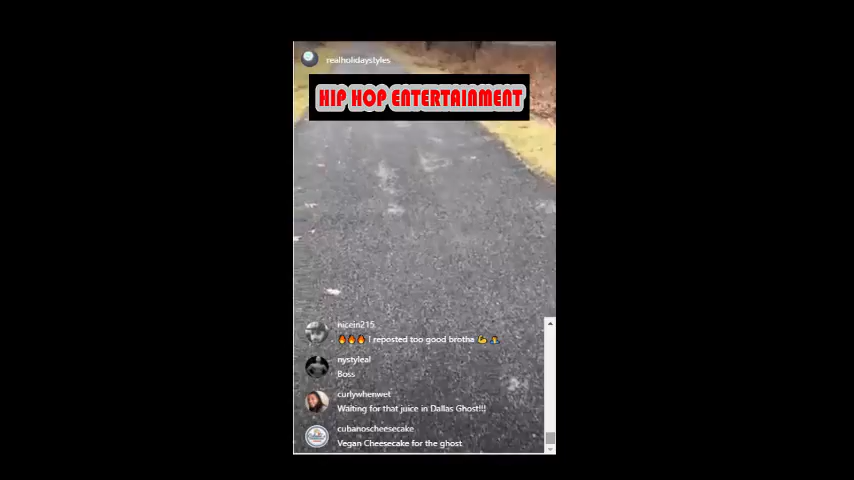 realholidaystyles
HIP HOP ENTERTAINMENT
nicein215
🔥🔥🔥 I reposted too good brotha 💪
nystyleal
Boss
curlywhenwet
Waiting for that juice in Dallas Ghost!!!
cubanoscheesecake
Vegan Cheesecake for the ghost